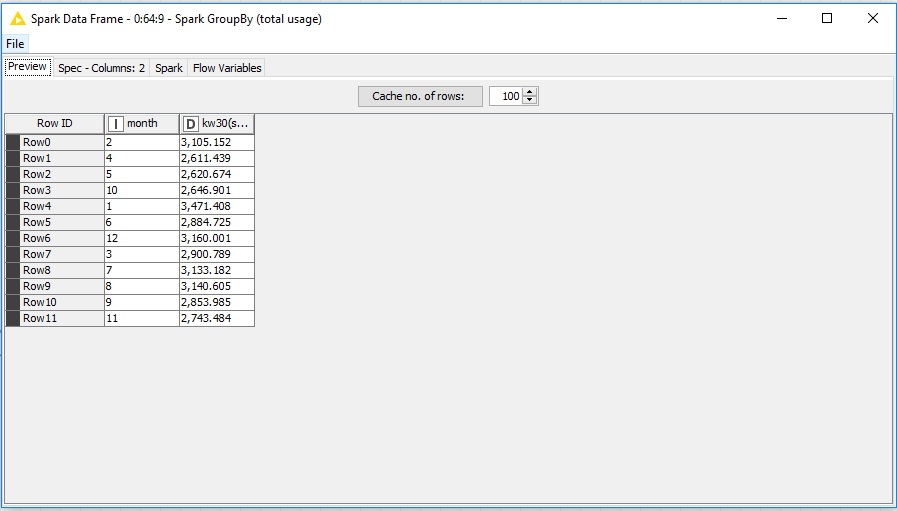 Spark Data Frame - 0:64:9 - Spark GroupBy (total usage)
File
Preview Spec - Columns: 2 Spark Flow Variables
Cache no. of rows: 100
Row ID I month D kw30(s...
Row0 2 3,105.152
Row1 4 2,611.439
Row2 5 2,620.674
Row3 10 2,646.901
Row4 1 3,471.408
Row5 6 2,884.725
Row6 12 3,160.001
Row7 3 2,900.789
Row8 7 3,133.182
Row9 8 3,140.605
Row10 9 2,853.985
Row11 11 2,743.484